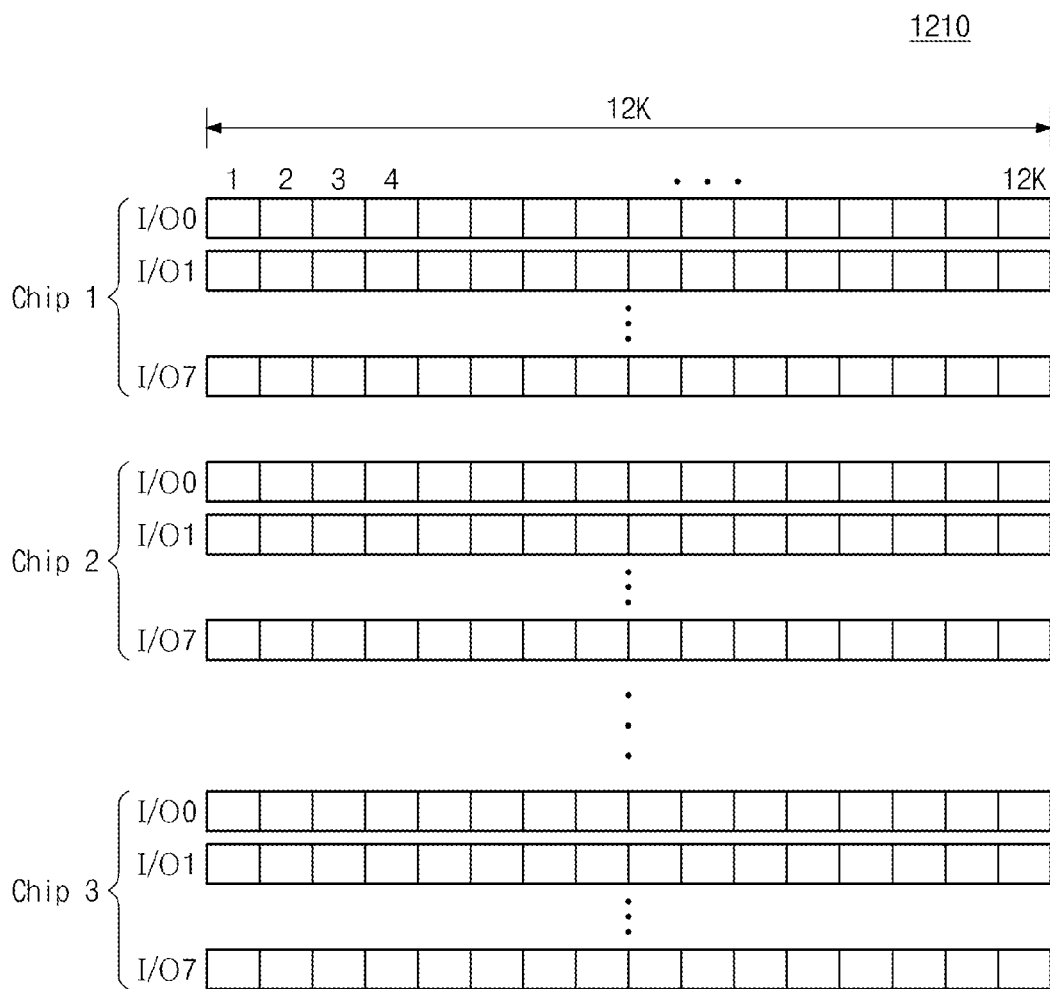 1210
12K
1 2 3 4 · · · 12K
I/O0
I/O1
Chip 1
I/O7
I/O0
I/O1
Chip 2
I/O7
I/O0
I/O1
Chip 3
I/O7